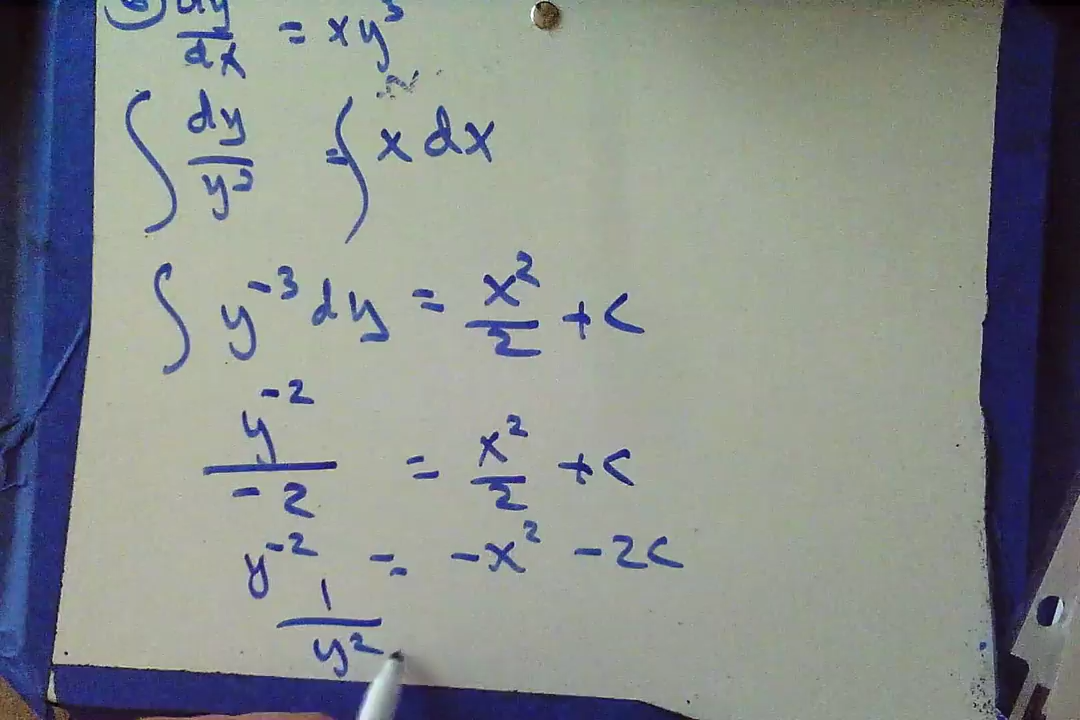 6) dy/dx = xy³
∫ dy/y³ = ∫ x dx
∫ y⁻³ dy = x²/2 + c
y⁻²/-2 = x²/2 + c
y⁻² = -x² - 2c
1/y²